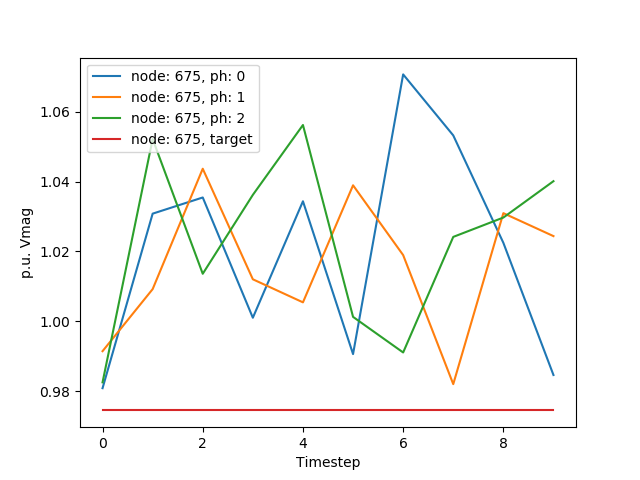 node: 675, ph: 0
node: 675, ph: 1
node: 675, ph: 2
node: 675, target
1.06
1.04
1.02
1.00
0.98
p.u. Vmag
0 2 4 6 8
Timestep